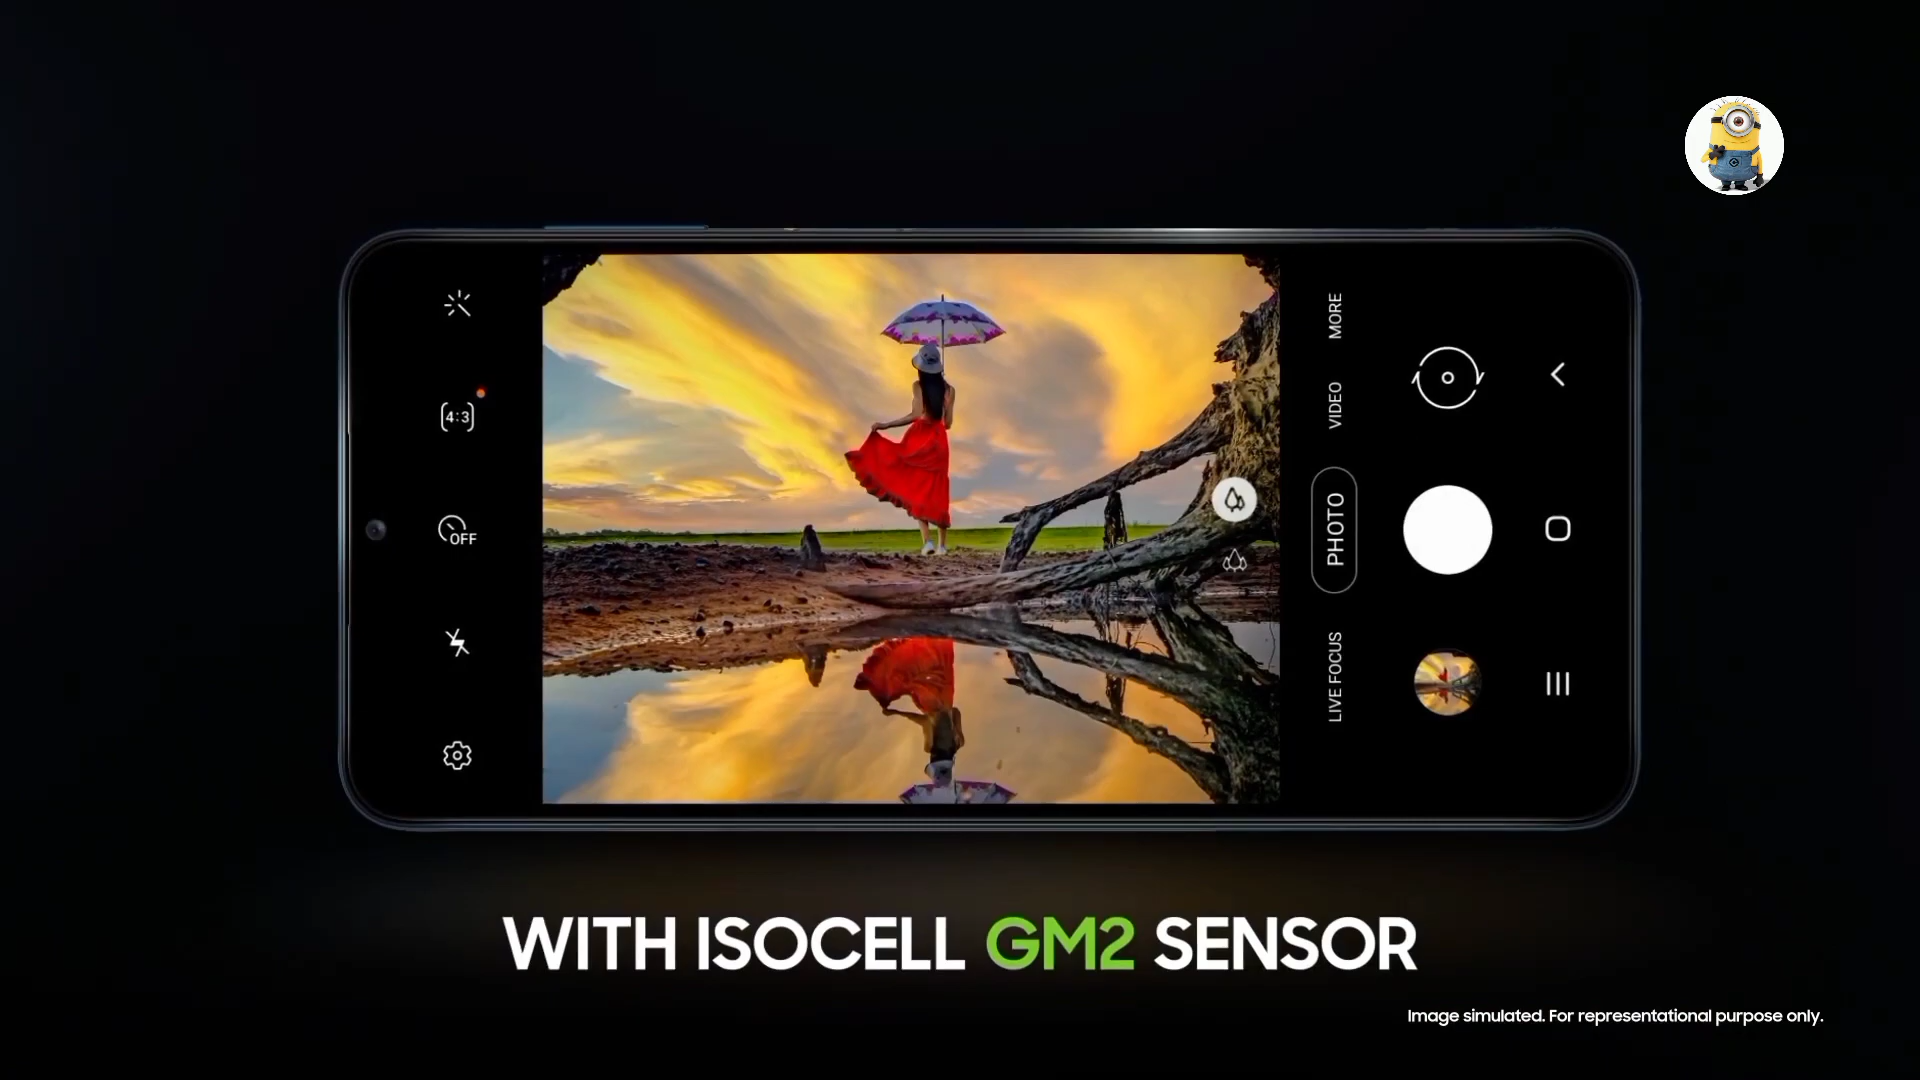 4:3
OFF
MORE
VIDEO
PHOTO
LIVE FOCUS
WITH ISOCELL GM2 SENSOR
Image simulated. For representational purpose only.